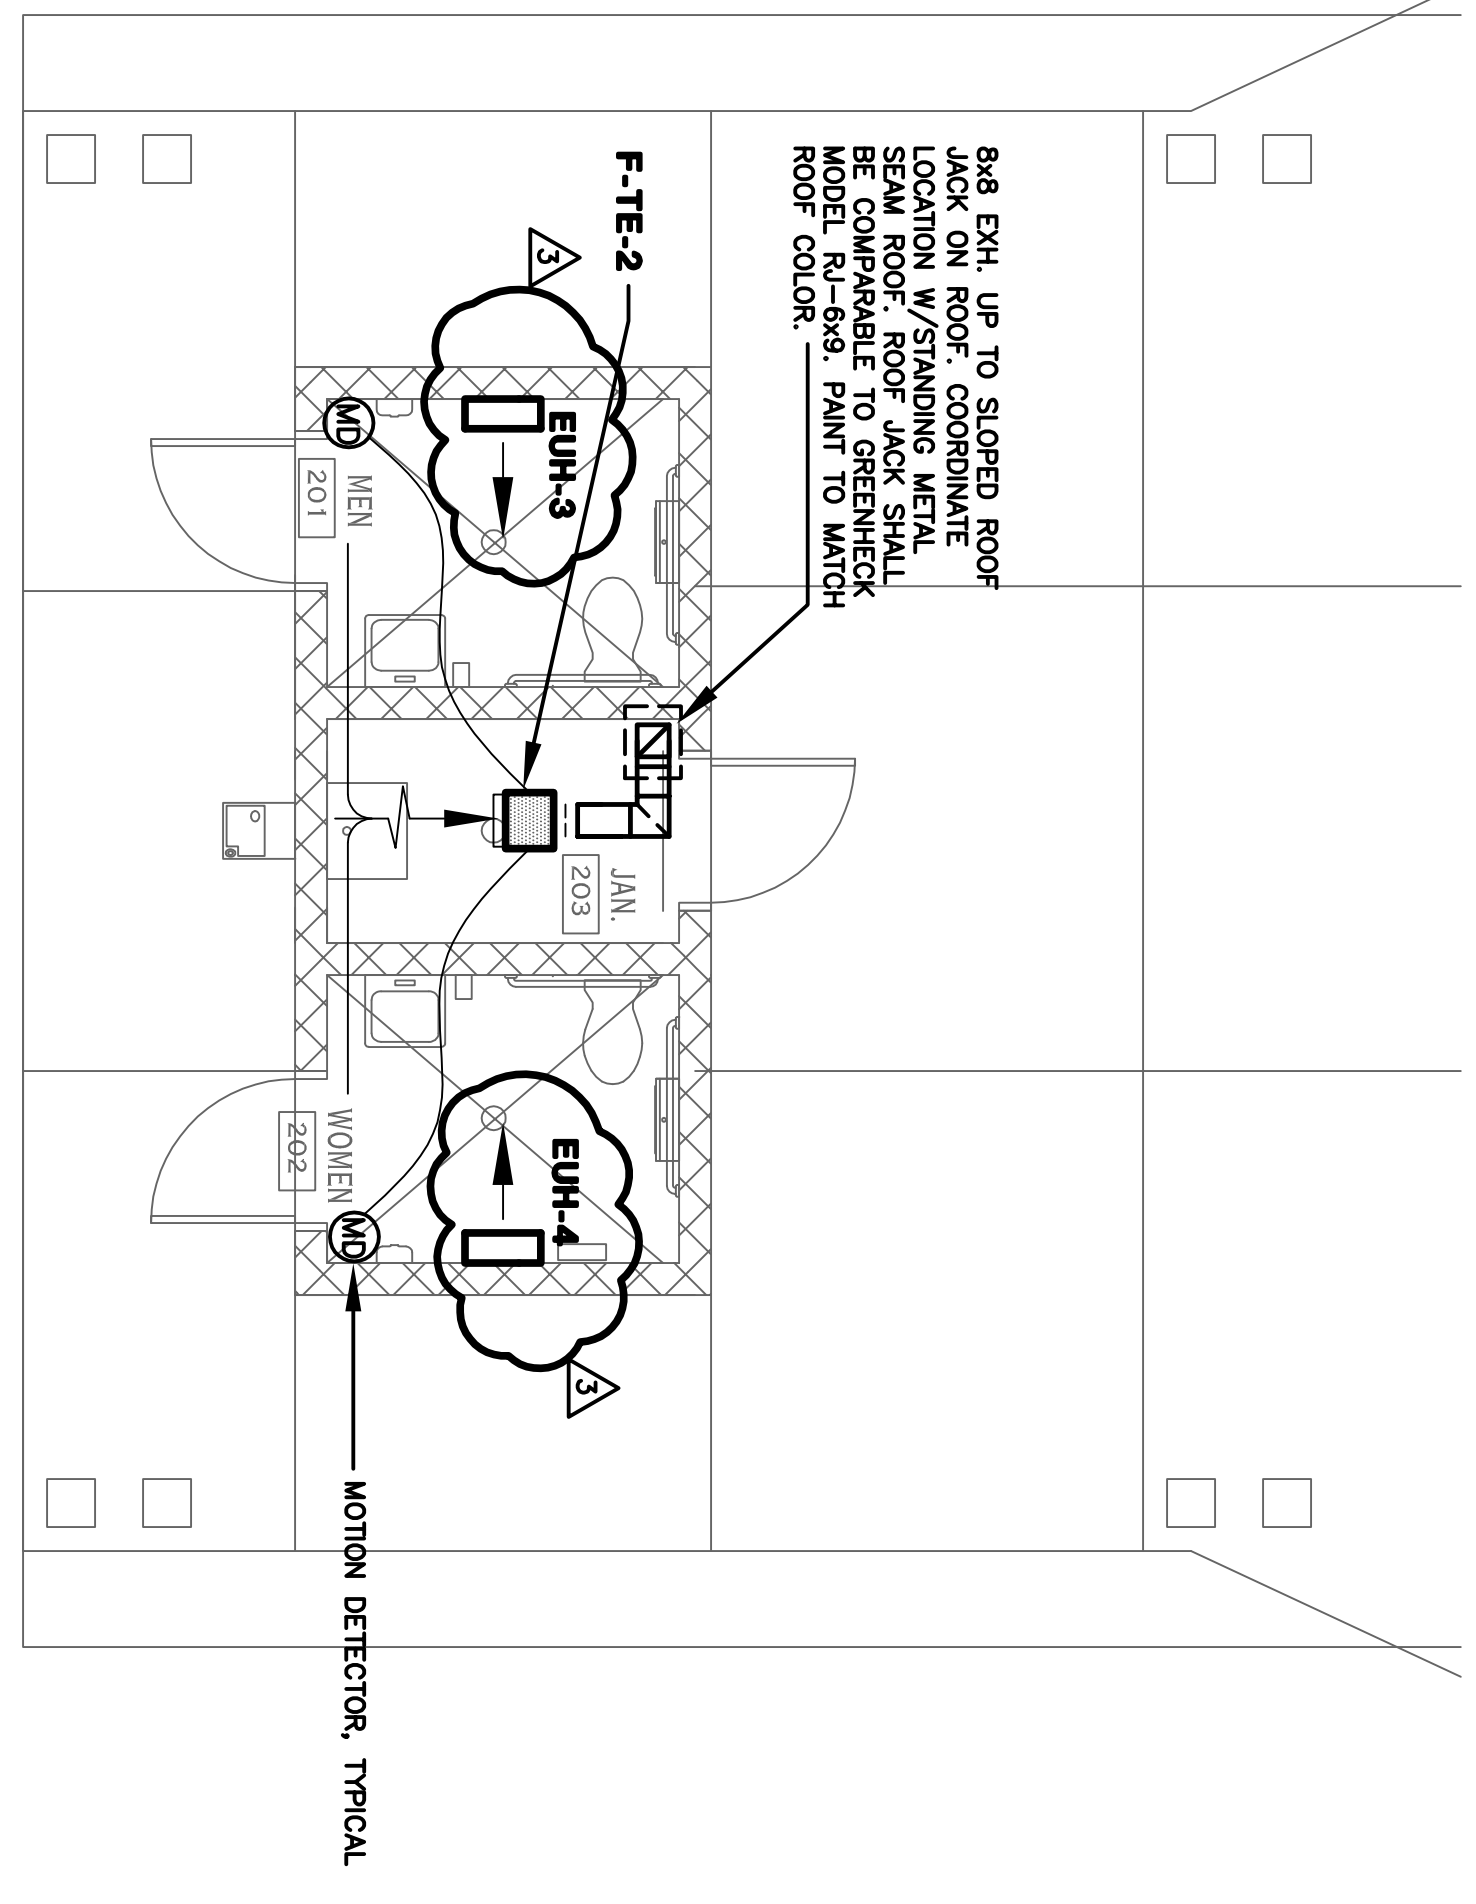 8x8 EXH. UP TO SLOPED ROOF
JACK ON ROOF. COORDINATE
LOCATION W/STANDING METAL
SEAM ROOF. ROOF JACK SHALL
BE COMPARABLE TO GREENHECK
MODEL RJ-6x9. PAINT TO MATCH
ROOF COLOR.
F-TE-2
3
EUH-3
MD
MEN
201
JAN.
203
WOMEN
202
EUH-4
MD
3
MOTION DETECTOR, TYPICAL